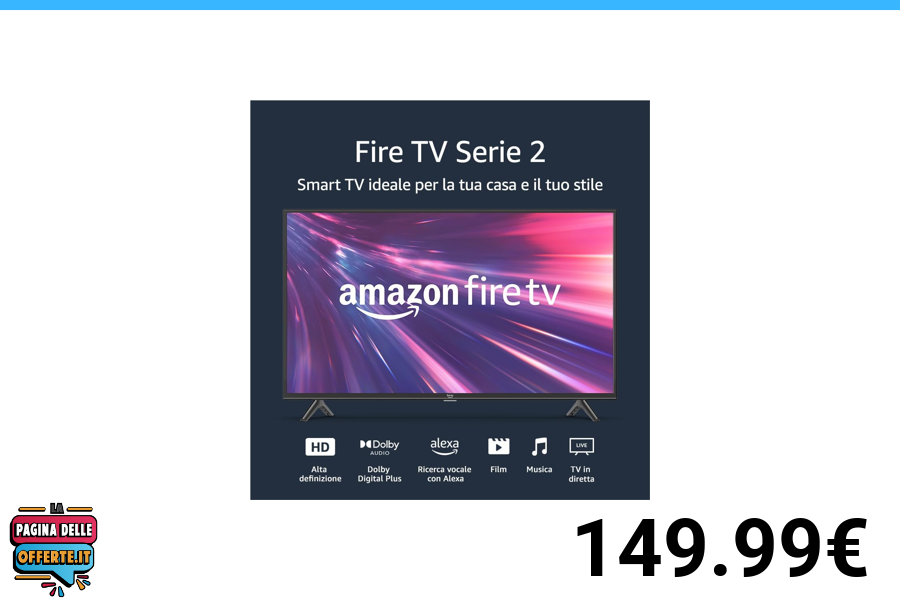 Fire TV Serie 2
Smart TV ideale per la tua casa e il tuo stile
amazon fire tv
HD
Dolby
AUDIO
alexa
LIVE
Alta
definizione
Dolby
Digital Plus
Ricerca vocale
con Alexa
Film
Musica
TV in
diretta
LA
PAGINA DELLE
OFFERTE.IT
149.99€